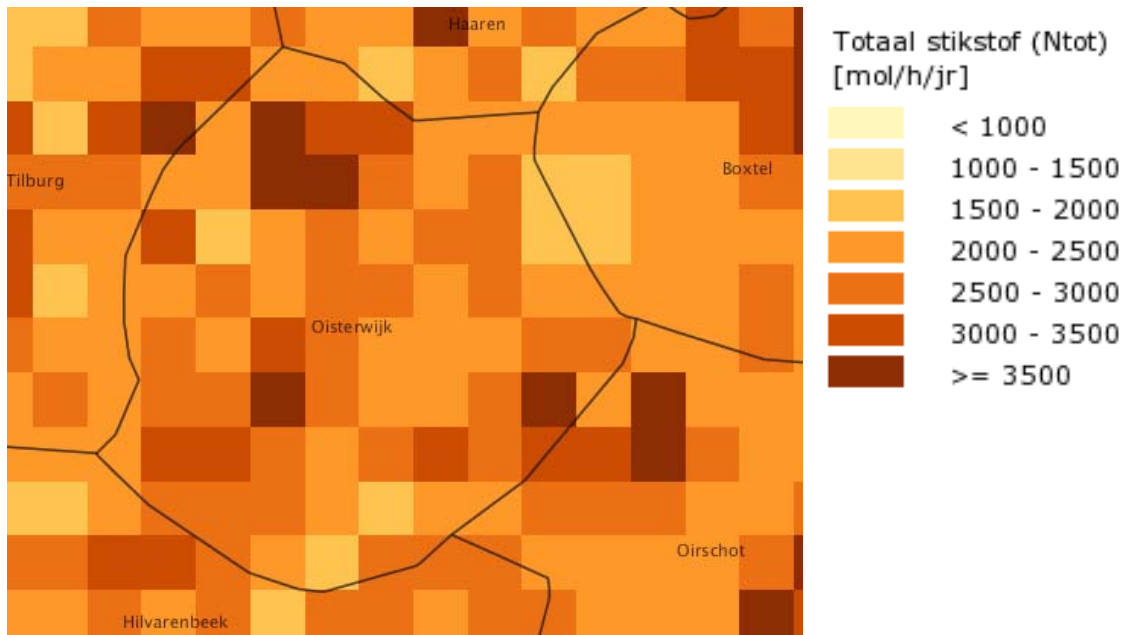 Haaren
Tilburg
Boxtel
Oisterwijk
Oirschot
Hilvarenbeek
Totaal stikstof (Ntot)
[mol/h/jr]
< 1000
1000 - 1500
1500 - 2000
2000 - 2500
2500 - 3000
3000 - 3500
>= 3500